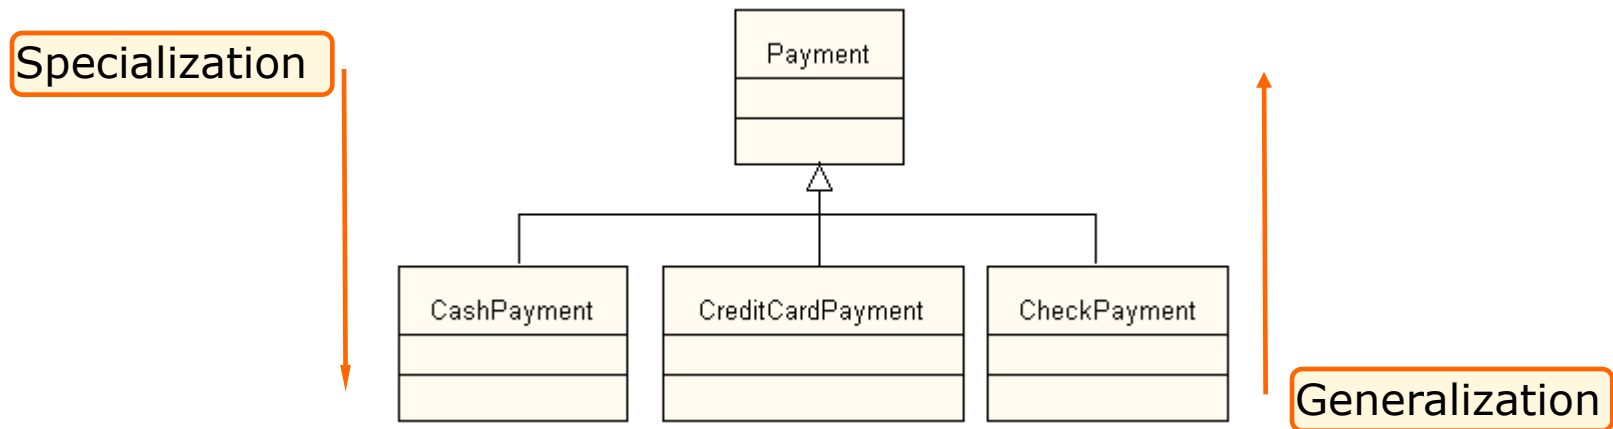 Payment
Specialization
CashPayment
CreditCardPayment
CheckPayment
Generalization